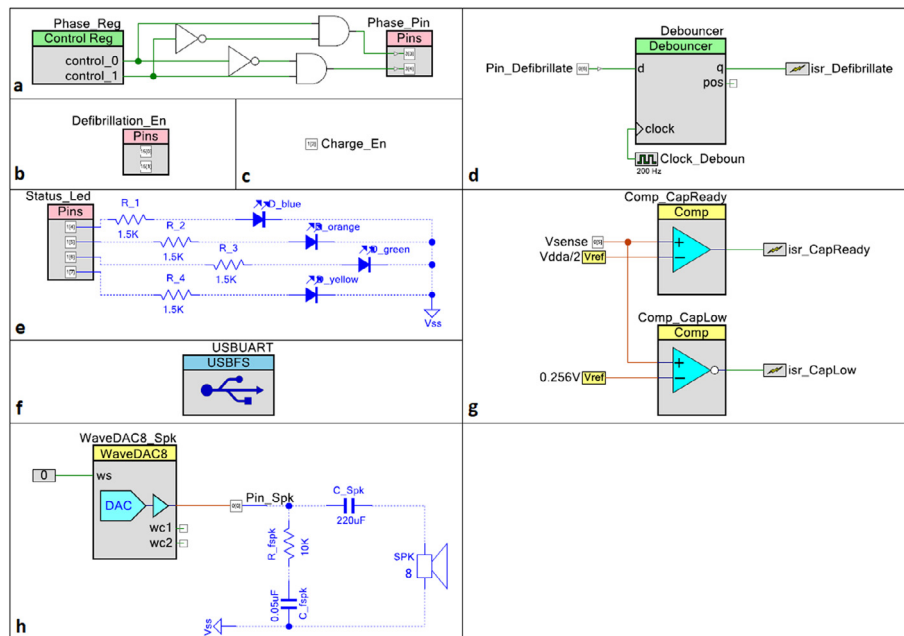 Phase_Reg
Control Reg
control_0
control_1
Phase_Pin
Pins
a
Defibrillation_En
Pins
b
Charge_En
c
Debouncer
Debouncer
Pin_Defibrillate
d
q
pos
isr_Defibrillate
clock
Clock_Deboun
200 Hz
d
Status_Led
Pins
R_1
1.5K
D_blue
R_2
1.5K
D_orange
R_3
1.5K
D_green
R_4
1.5K
D_yellow
Vss
e
USBUART
USBFS
f
Comp_CapReady
Comp
Vsense
Vdda/2 Vref
+
−
isr_CapReady
Comp_CapLow
Comp
0.256V Vref
+
−
isr_CapLow
g
WaveDAC8_Spk
WaveDAC8
0
ws
DAC
wc1
wc2
Pin_Spk
C_Spk
220uF
R_fspk
10K
0.05uF
C_fspk
SPK
8
Vss
h